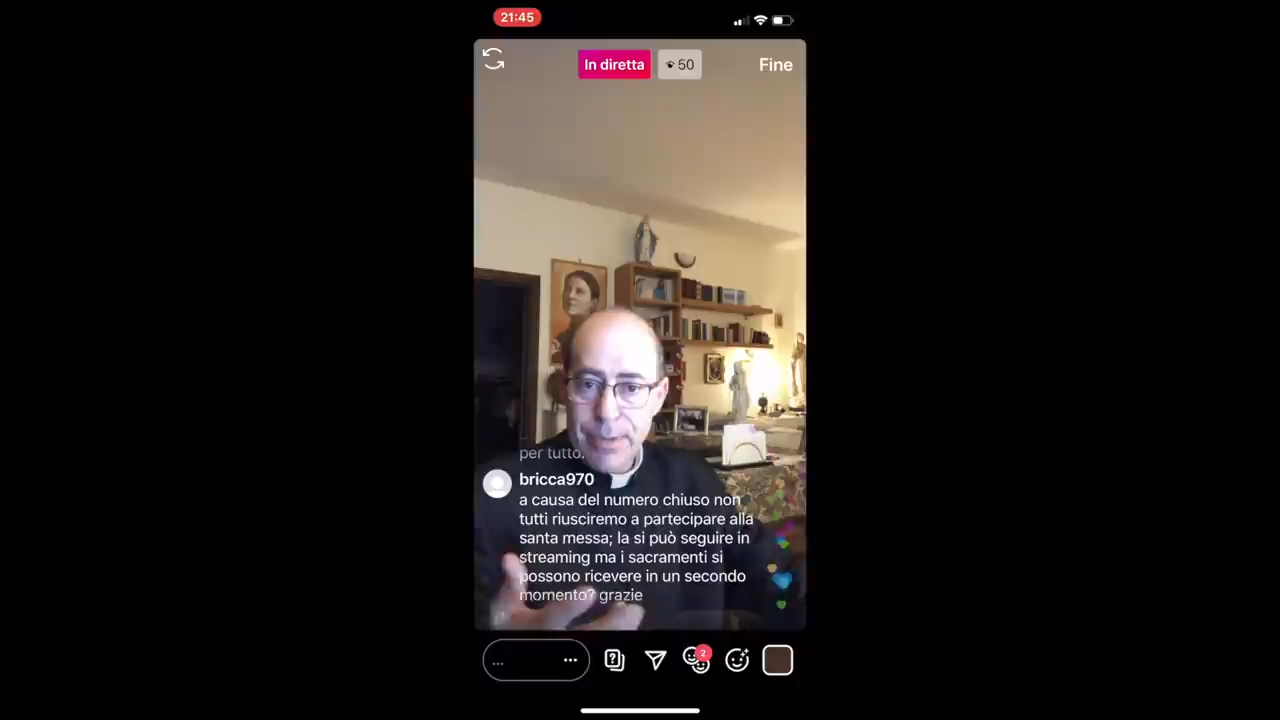 21:45
In diretta
50
Fine
per tutto.
bricca970
a causa del numero chiuso non
tutti riusciremo a partecipare alla
santa messa; la si può seguire in
streaming ma i sacramenti si
possono ricevere in un secondo
momento? grazie
...
2